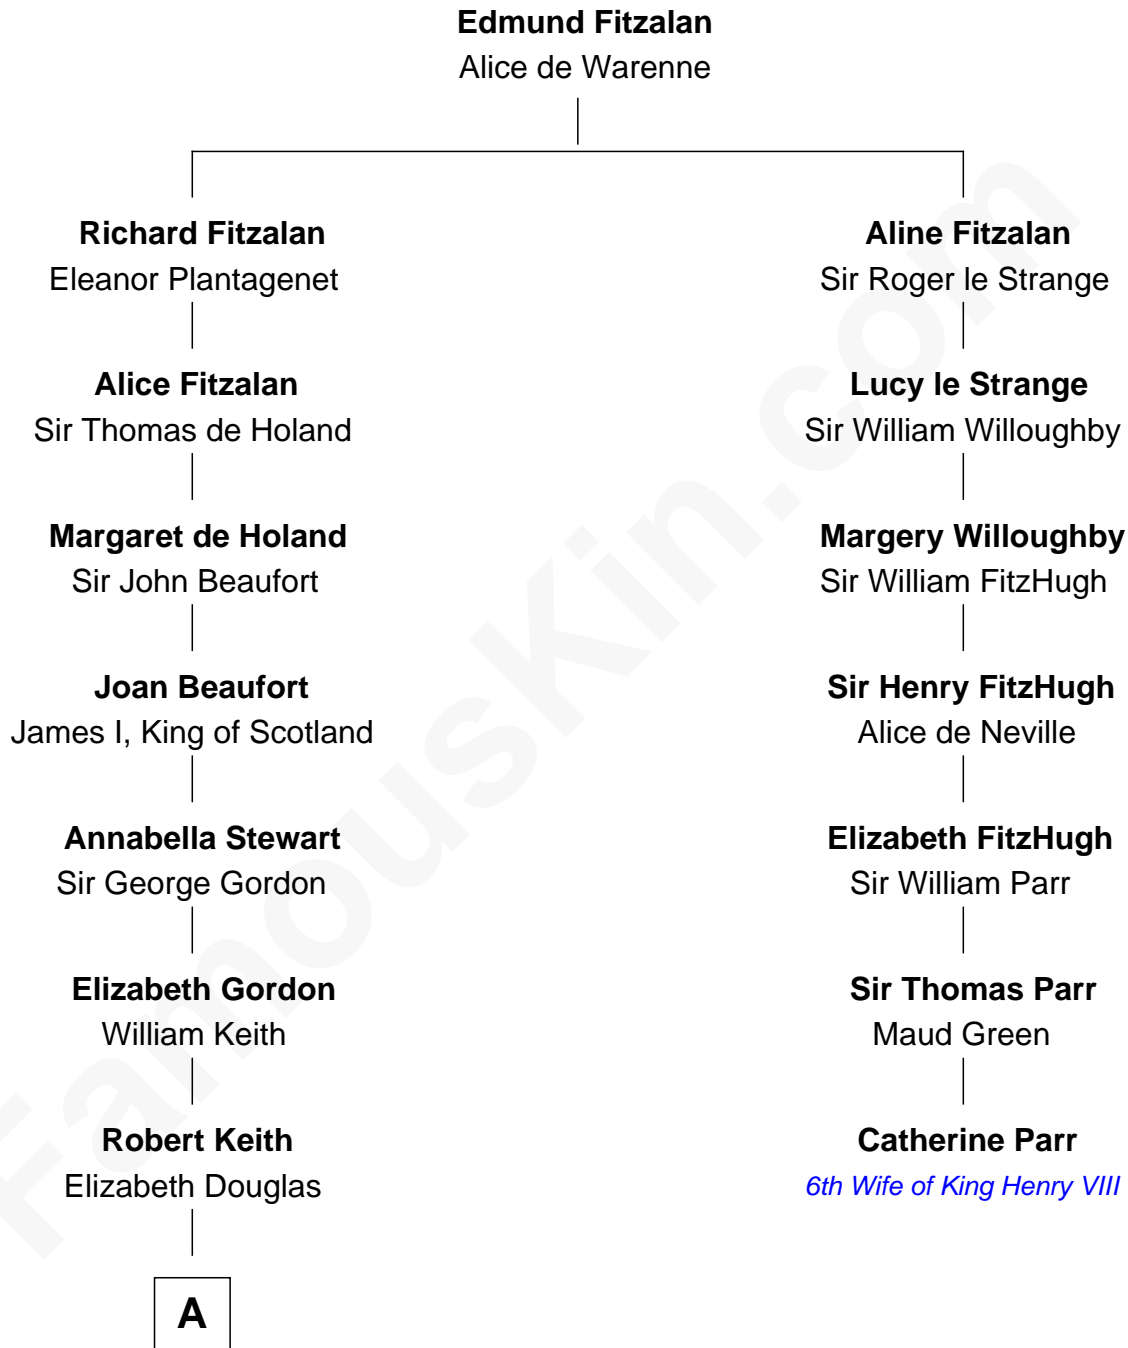 Edmund Fitzalan
Alice de Warenne
Richard Fitzalan
Eleanor Plantagenet
Aline Fitzalan
Sir Roger le Strange
Alice Fitzalan
Sir Thomas de Holand
Lucy le Strange
Sir William Willoughby
Margaret de Holand
Sir John Beaufort
Margery Willoughby
Sir William FitzHugh
Joan Beaufort
James I, King of Scotland
Sir Henry FitzHugh
Alice de Neville
Annabella Stewart
Sir George Gordon
Elizabeth FitzHugh
Sir William Parr
Elizabeth Gordon
William Keith
Sir Thomas Parr
Maud Green
Robert Keith
Elizabeth Douglas
Catherine Parr
6th Wife of King Henry VIII
A
FamousKin.com